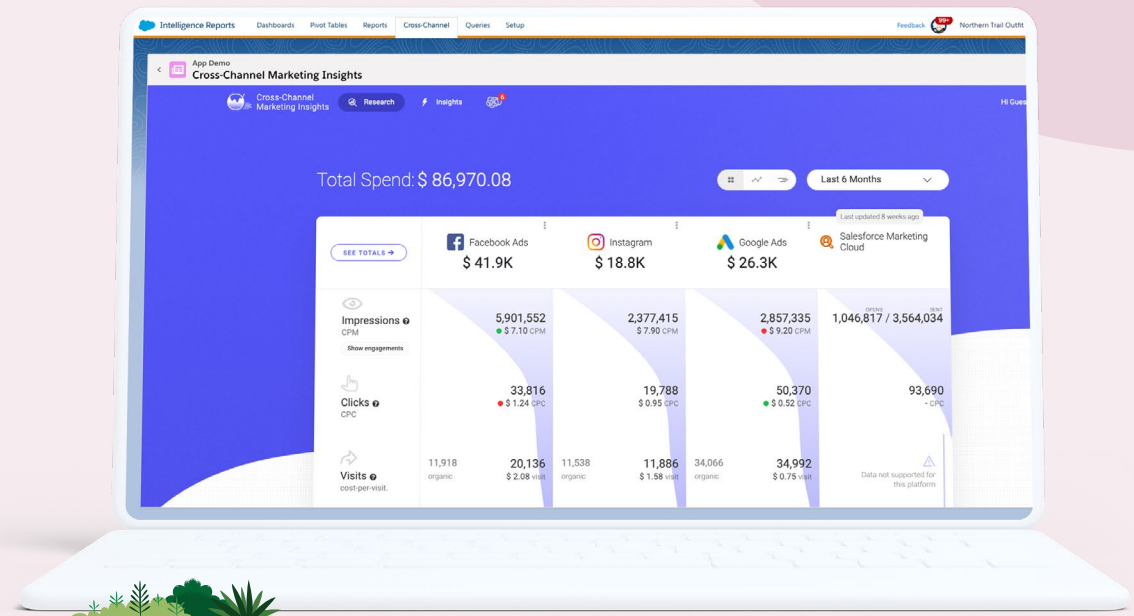 Intelligence Reports Dashboards Pivot Tables Reports Cross-Channel Queries Setup Feedback 99+ Northern Trail Outfit
App Demo
Cross-Channel Marketing Insights
Cross-Channel
Marketing Insights
Research Insights 6 Hi Gues
Total Spend: $ 86,970.08
Last 6 Months
Last updated 8 weeks ago
SEE TOTALS →
Facebook Ads
$ 41.9K
Instagram
$ 18.8K
Google Ads
$ 26.3K
Salesforce Marketing
Cloud
Impressions
CPM
Show engagements
5,901,552
$ 7.10 CPM
2,377,415
$ 7.90 CPM
2,857,335
$ 9.20 CPM
OPENS SENT
1,046,817 / 3,564,034
Clicks
CPC
33,816
$ 1.24 CPC
19,788
$ 0.95 CPC
50,370
$ 0.52 CPC
93,690
- CPC
Visits
cost-per-visit.
11,918
organic
20,136
$ 2.08 visit
11,538
organic
11,886
$ 1.58 visit
34,066
organic
34,992
$ 0.75 visit
Data not supported for
this platform